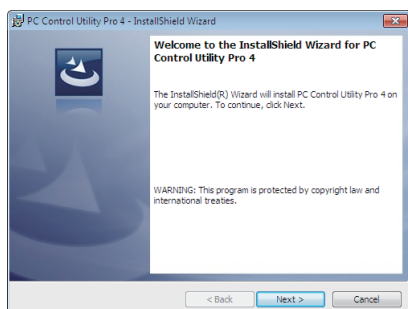 PC Control Utility Pro 4 - InstallShield Wizard
Welcome to the InstallShield Wizard for PC
Control Utility Pro 4
The InstallShield(R) Wizard will install PC Control Utility Pro 4 on
your computer. To continue, click Next.
WARNING: This program is protected by copyright law and
international treaties.
< Back Next > Cancel